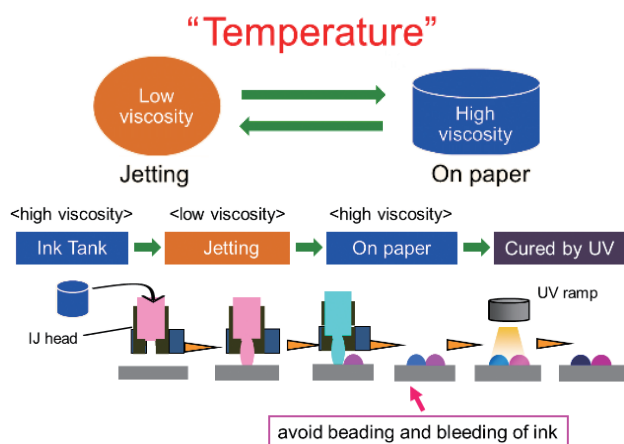 “Temperature”
Low
viscosity
High
viscosity
Jetting
On paper
<high viscosity>
<low viscosity>
<high viscosity>
Ink Tank
Jetting
On paper
Cured by UV
UV ramp
IJ head
avoid beading and bleeding of ink